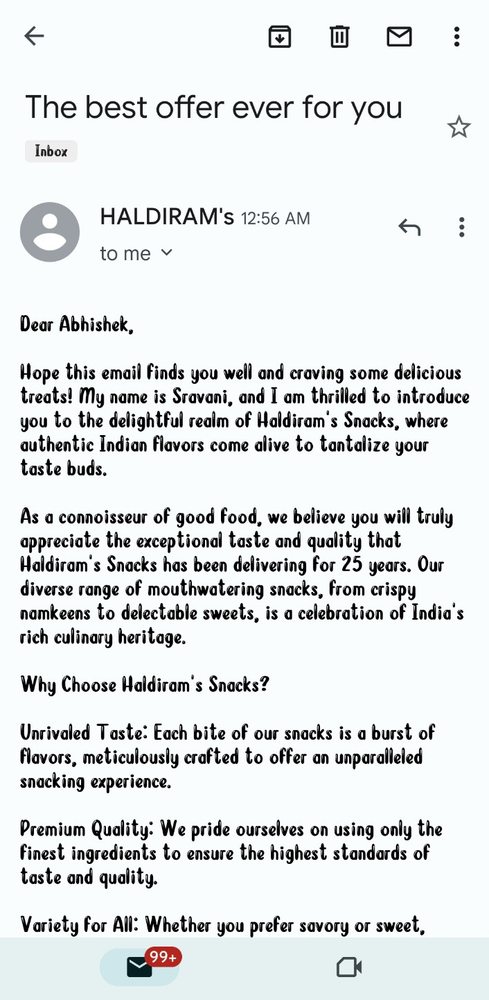 The best offer ever for you
Inbox
HALDIRAM's 12:56 AM
to me
Dear Abhishek,
Hope this email finds you well and craving some delicious
treats! My name is Sravani, and I am thrilled to introduce
you to the delightful realm of Haldiram's Snacks, where
authentic Indian flavors come alive to tantalize your
taste buds.
As a connoisseur of good food, we believe you will truly
appreciate the exceptional taste and quality that
Haldiram's Snacks has been delivering for 25 years. Our
diverse range of mouthwatering snacks, from crispy
namkeens to delectable sweets, is a celebration of India's
rich culinary heritage.
Why Choose Haldiram's Snacks?
Unrivaled Taste: Each bite of our snacks is a burst of
flavors, meticulously crafted to offer an unparalleled
snacking experience.
Premium Quality: We pride ourselves on using only the
finest ingredients to ensure the highest standards of
taste and quality.
Variety for All: Whether you prefer savory or sweet,
99+